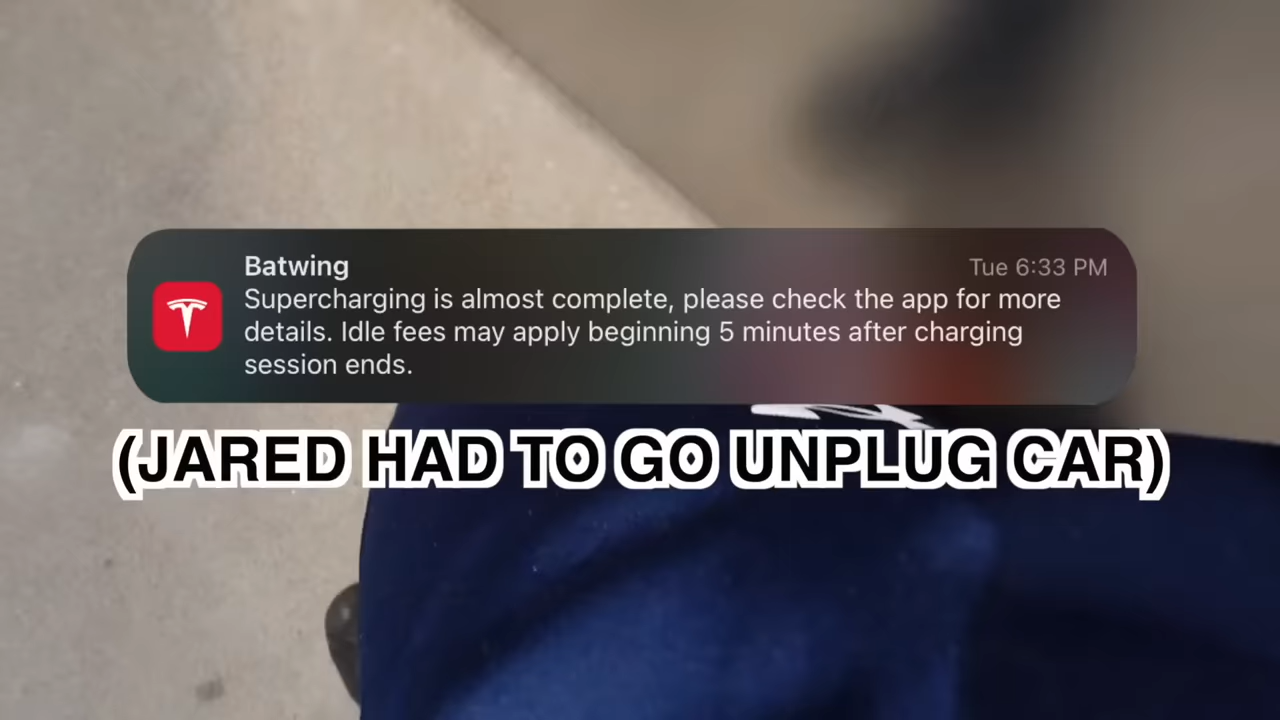 Batwing
Tue 6:33 PM
Supercharging is almost complete, please check the app for more
details. Idle fees may apply beginning 5 minutes after charging
session ends.
(JARED HAD TO GO UNPLUG CAR)